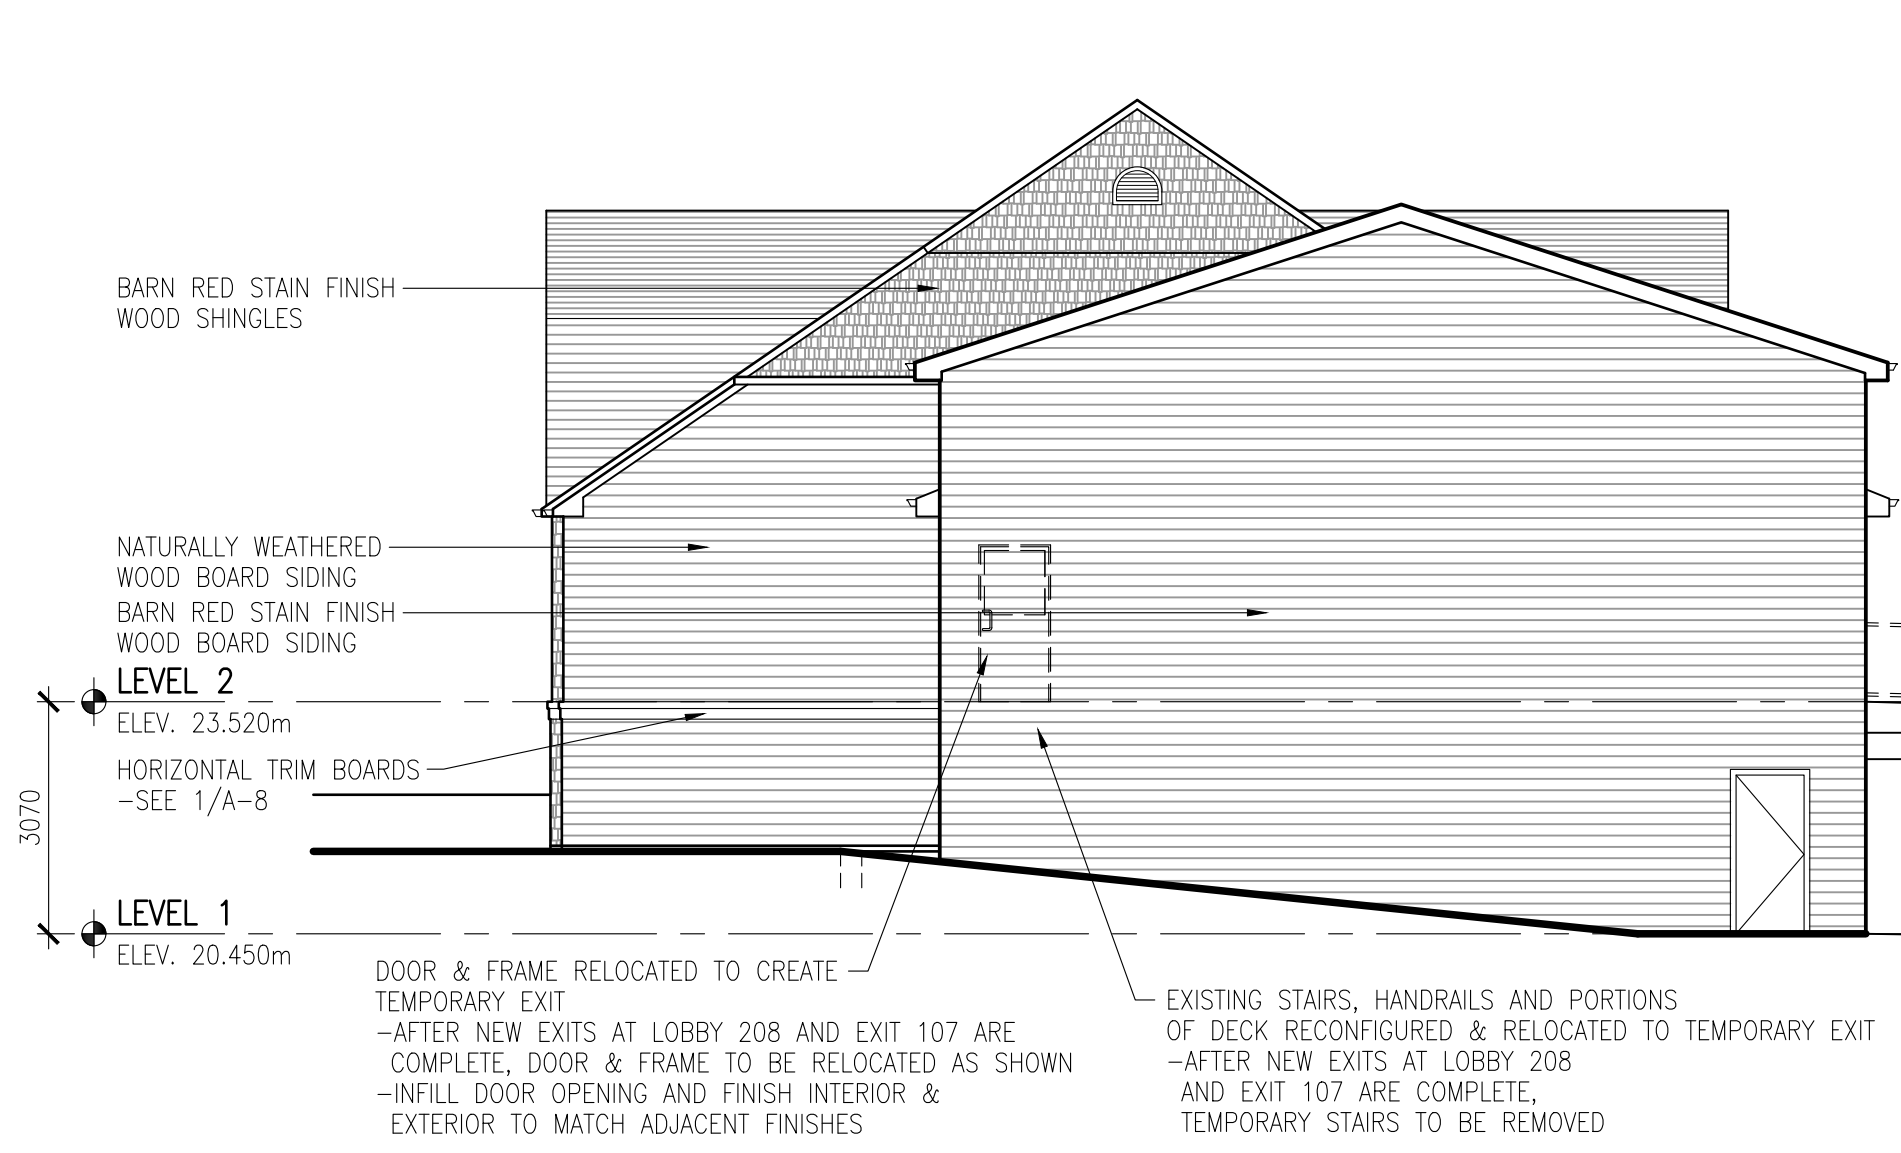 BARN RED STAIN FINISH
WOOD SHINGLES
NATURALLY WEATHERED
WOOD BOARD SIDING
BARN RED STAIN FINISH
WOOD BOARD SIDING
LEVEL 2
ELEV. 23.520m
HORIZONTAL TRIM BOARDS
-SEE 1/A-8
3070
LEVEL 1
ELEV. 20.450m
DOOR & FRAME RELOCATED TO CREATE
TEMPORARY EXIT
-AFTER NEW EXITS AT LOBBY 208 AND EXIT 107 ARE
COMPLETE, DOOR & FRAME TO BE RELOCATED AS SHOWN
-INFILL DOOR OPENING AND FINISH INTERIOR &
EXTERIOR TO MATCH ADJACENT FINISHES
EXISTING STAIRS, HANDRAILS AND PORTIONS
OF DECK RECONFIGURED & RELOCATED TO TEMPORARY EXIT
-AFTER NEW EXITS AT LOBBY 208
AND EXIT 107 ARE COMPLETE,
TEMPORARY STAIRS TO BE REMOVED